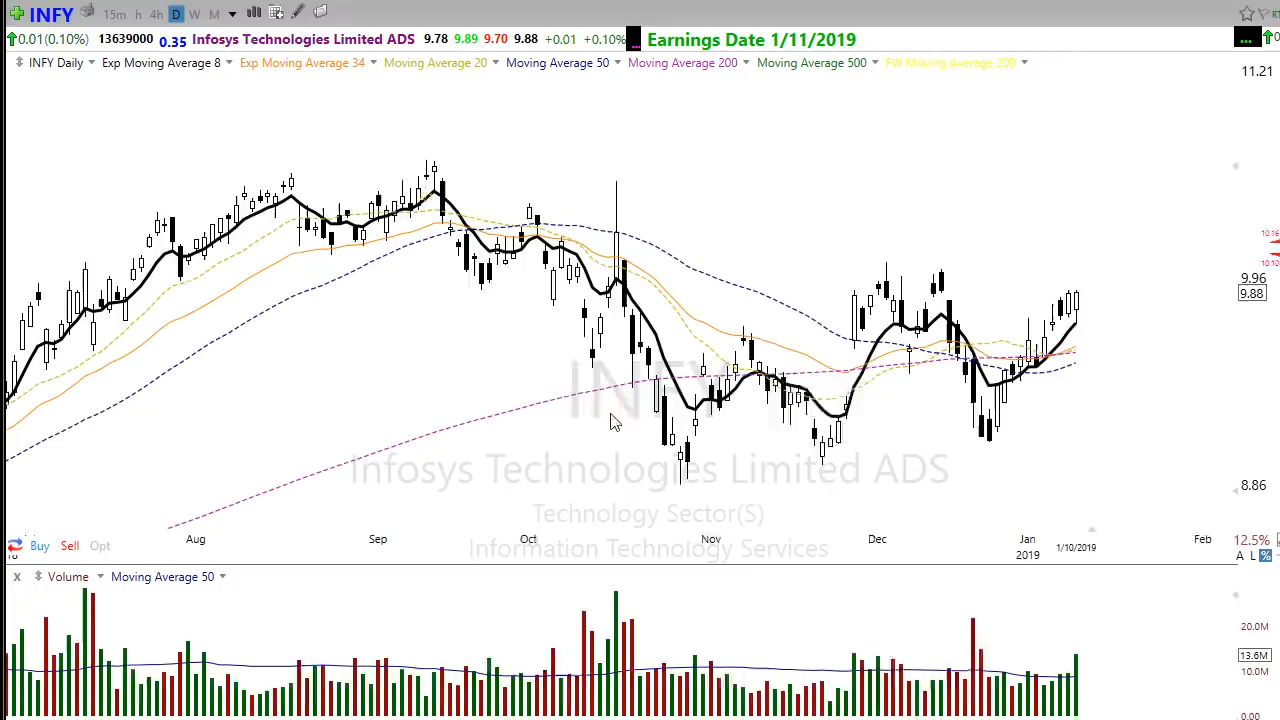 INFY 15m h 4h D W M
0.01(0.10%) 13639000 0.35 Infosys Technologies Limited ADS 9.78 9.89 9.70 9.88 +0.01 +0.10% ... Earnings Date 1/11/2019 ...
INFY Daily Exp Moving Average 8 Exp Moving Average 34 Moving Average 20 Moving Average 50 Moving Average 200 Moving Average 500 FW Moving Average 200
11.21
10.10
9.96
9.88
INFY
Infosys Technologies Limited ADS
8.86
Technology Sector(S)
Aug Sep Oct Nov Dec Jan Feb
12.5%
Buy Sell Opt Information Technology Services 2019 1/10/2019
A L %
x Volume Moving Average 50
20.0M
13.6M
10.0M
0.00